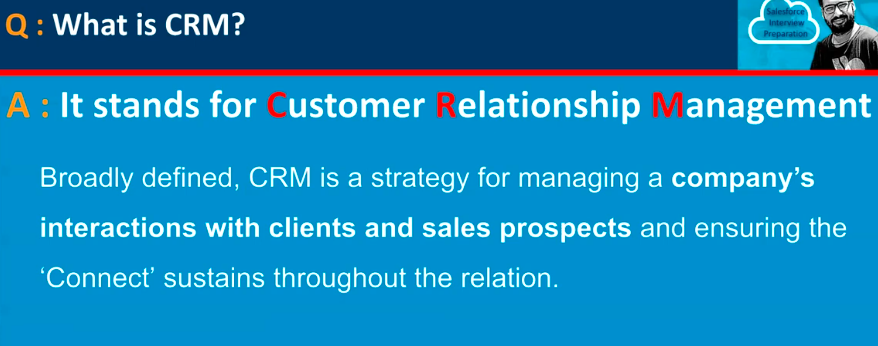 Q : What is CRM?
Salesforce
Interview
Preparation
A : It stands for Customer Relationship Management
Broadly defined, CRM is a strategy for managing a company’s
interactions with clients and sales prospects and ensuring the
‘Connect’ sustains throughout the relation.